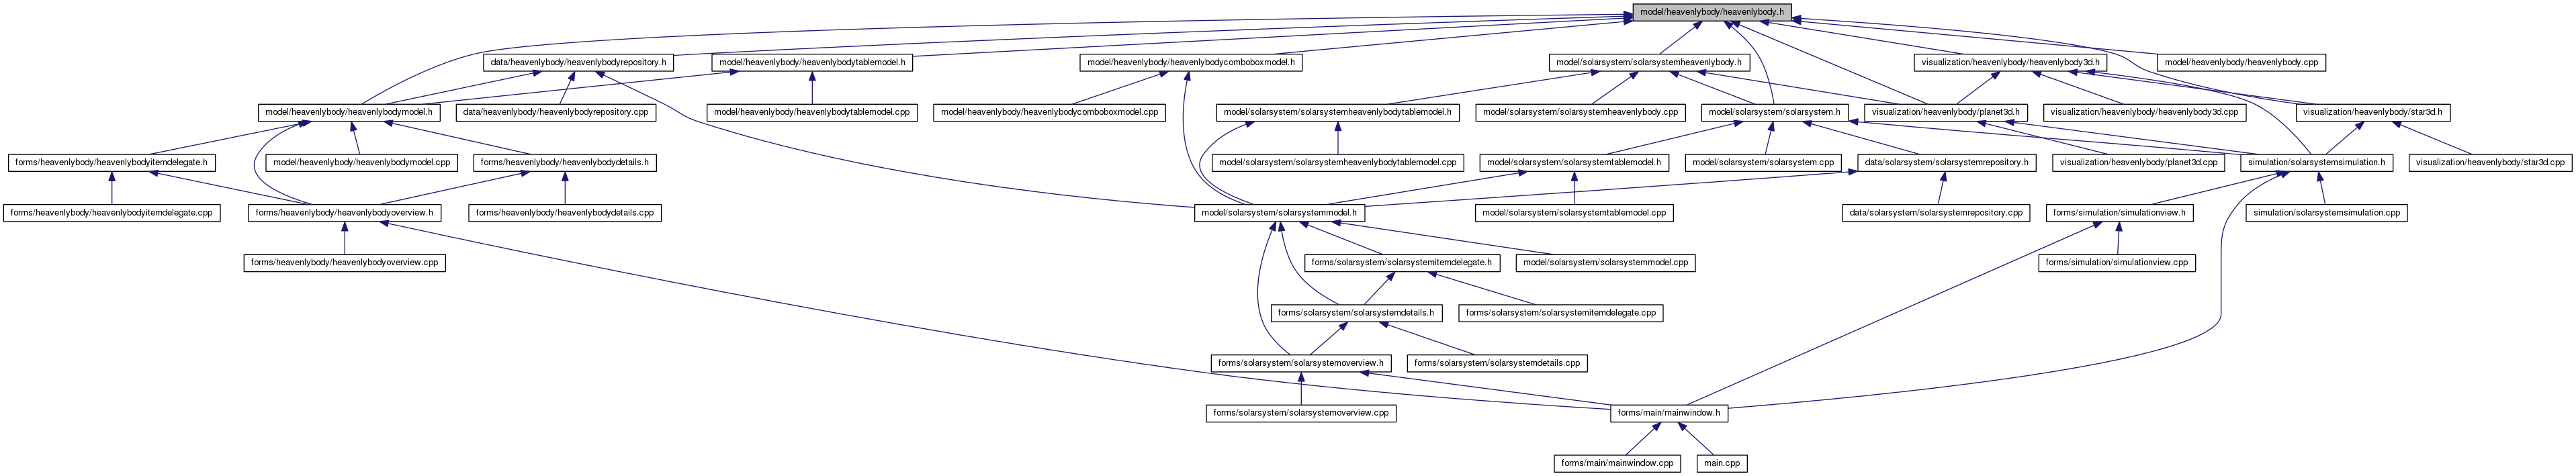 model/heavenlybody/heavenlybody.h
data/heavenlybody/heavenlybodyrepository.h
model/heavenlybody/heavenlybodytablemodel.h
model/heavenlybody/heavenlybodycomboboxmodel.h
model/solarsystem/solarsystemheavenlybody.h
visualization/heavenlybody/heavenlybody3d.h
model/heavenlybody/heavenlybody.cpp
model/heavenlybody/heavenlybodymodel.h
data/heavenlybody/heavenlybodyrepository.cpp
model/heavenlybody/heavenlybodytablemodel.cpp
model/heavenlybody/heavenlybodycomboboxmodel.cpp
model/solarsystem/solarsystemheavenlybodytablemodel.h
model/solarsystem/solarsystemheavenlybody.cpp
model/solarsystem/solarsystem.h
visualization/heavenlybody/planet3d.h
visualization/heavenlybody/heavenlybody3d.cpp
visualization/heavenlybody/star3d.h
forms/heavenlybody/heavenlybodyitemdelegate.h
model/heavenlybody/heavenlybodymodel.cpp
forms/heavenlybody/heavenlybodydetails.h
model/solarsystem/solarsystemheavenlybodytablemodel.cpp
model/solarsystem/solarsystemtablemodel.h
model/solarsystem/solarsystem.cpp
data/solarsystem/solarsystemrepository.h
visualization/heavenlybody/planet3d.cpp
simulation/solarsystemsimulation.h
visualization/heavenlybody/star3d.cpp
forms/heavenlybody/heavenlybodyitemdelegate.cpp
forms/heavenlybody/heavenlybodyoverview.h
forms/heavenlybody/heavenlybodydetails.cpp
model/solarsystem/solarsystemmodel.h
model/solarsystem/solarsystemtablemodel.cpp
data/solarsystem/solarsystemrepository.cpp
forms/simulation/simulationview.h
simulation/solarsystemsimulation.cpp
forms/heavenlybody/heavenlybodyoverview.cpp
forms/solarsystem/solarsystemitemdelegate.h
model/solarsystem/solarsystemmodel.cpp
forms/simulation/simulationview.cpp
forms/solarsystem/solarsystemdetails.h
forms/solarsystem/solarsystemitemdelegate.cpp
forms/solarsystem/solarsystemoverview.h
forms/solarsystem/solarsystemdetails.cpp
forms/solarsystem/solarsystemoverview.cpp
forms/main/mainwindow.h
forms/main/mainwindow.cpp
main.cpp